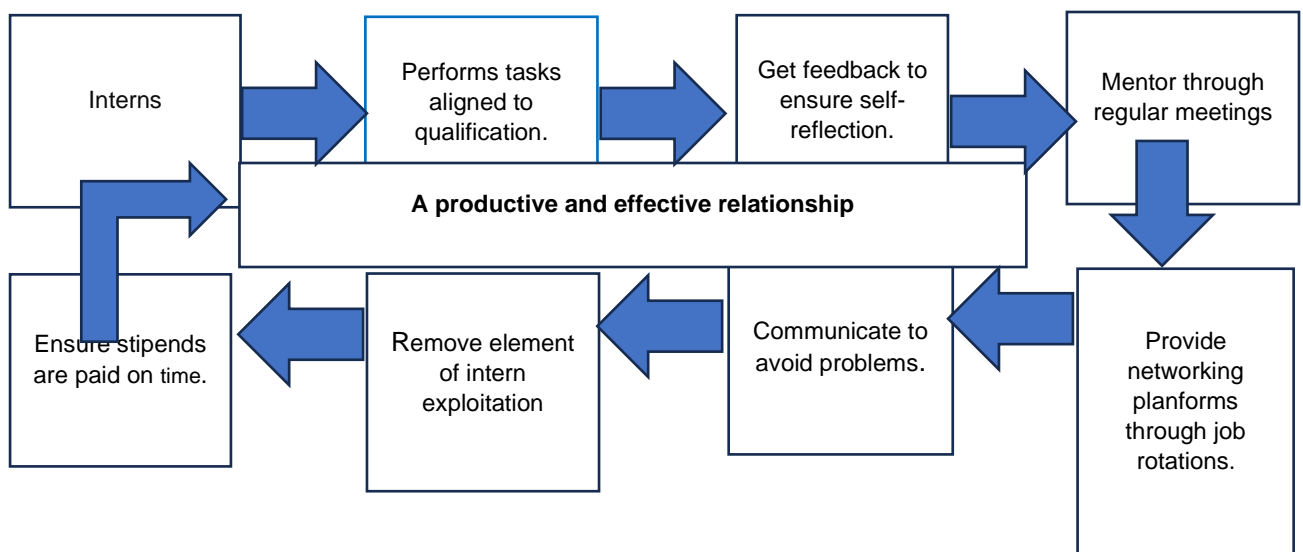 Interns
Performs tasks
aligned to
qualification.
Get feedback to
ensure self-
reflection.
Mentor through
regular meetings
A productive and effective relationship
Provide
networking
planforms
through job
rotations.
Communicate to
avoid problems.
Remove element
of intern
exploitation
Ensure stipends
are paid on time.